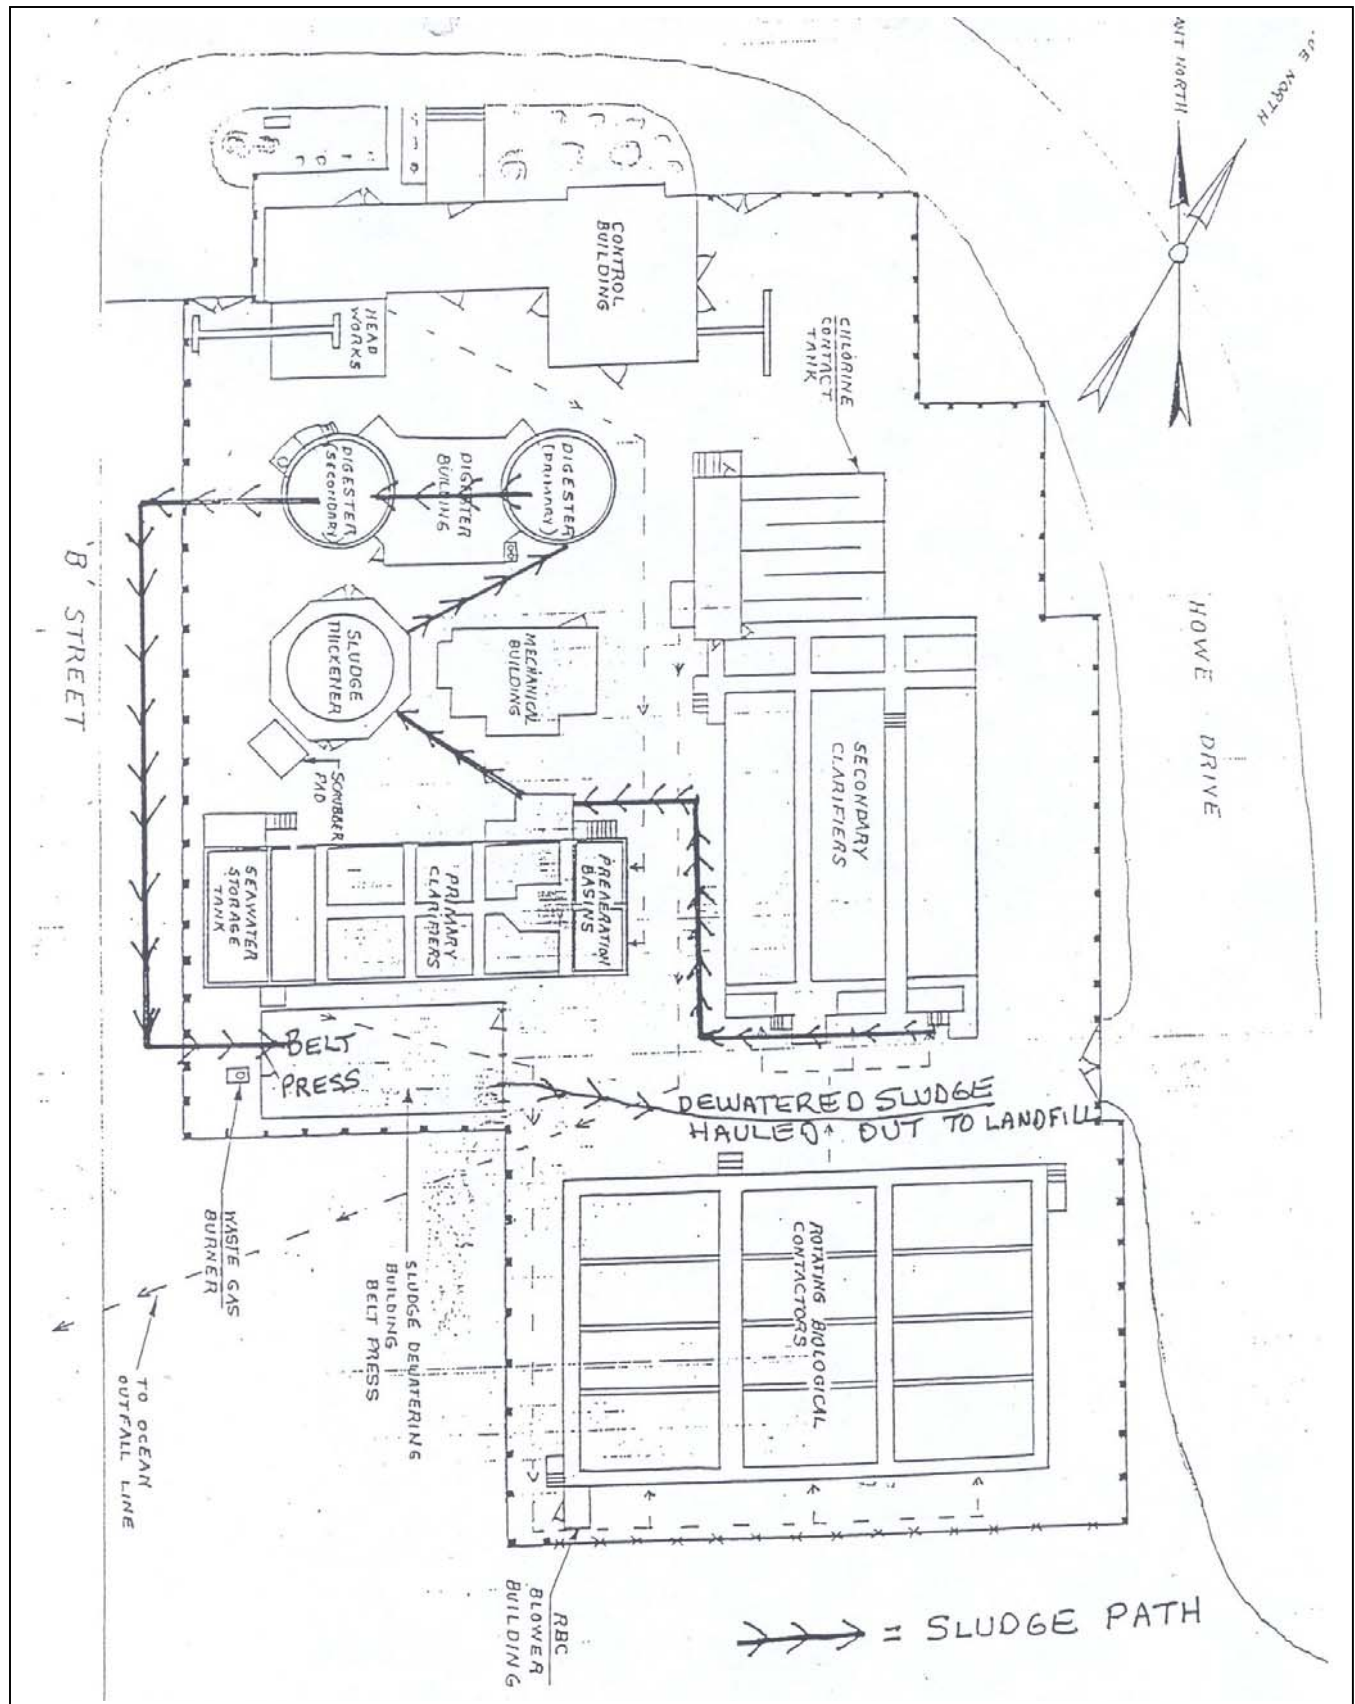 NORTH
NORTH
CONTROL
BUILDING
HEAD
WORKS
CHLORINE
CONTACT
TANK
DIGESTER
(SECONDARY)
DIGESTER
BUILDING
DIGESTER
(PRIMARY)
SLUDGE
THICKENER
MECHANICAL
BUILDING
SCRUBBER
PAD
SECONDARY
CLARIFIERS
HOWE DRIVE
'B' STREET
SEAWATER
STORAGE
TANK
PRIMARY
CLARIFIERS
PREAERATION
BASINS
BELT
PRESS
DEWATERED SLUDGE
HAULED OUT TO LANDFILL
WASTE GAS
BURNER
SLUDGE DEWATERING
BUILDING
BELT PRESS
ROTATING BIOLOGICAL
CONTACTORS
TO OCEAN
OUTFALL LINE
RBC
BLOWER
BUILDING
= SLUDGE PATH